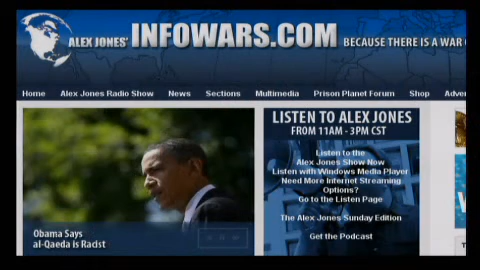 ALEX JONES' INFOWARS.COM BECAUSE THERE IS A WAR
Home Alex Jones Radio Show News Sections Multimedia Prison Planet Forum Shop
LISTEN TO ALEX JONES
FROM 11AM - 3PM CST
Listen to the
Alex Jones Show Now
Listen with Windows Media Player
Need More Internet Streaming
Options?
Go to the Listen Page
The Alex Jones Sunday Edition
Get the Podcast
Obama Says
al-Qaeda is Racist